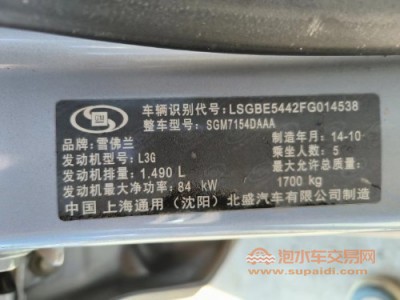 车辆识别代号: LSGBE5442FG014538
整车型号: SGM7154DAAA
品牌: 雪佛兰
制造年月: 14-10
发动机型号: L3G
乘坐人数: 5
发动机排量: 1.490 L
最大允许总质量:
发动机最大净功率: 84 kW
1700 kg
中国 上海通用(沈阳)北盛汽车有限公司制造
泡水车交易网
www.supaidi.com